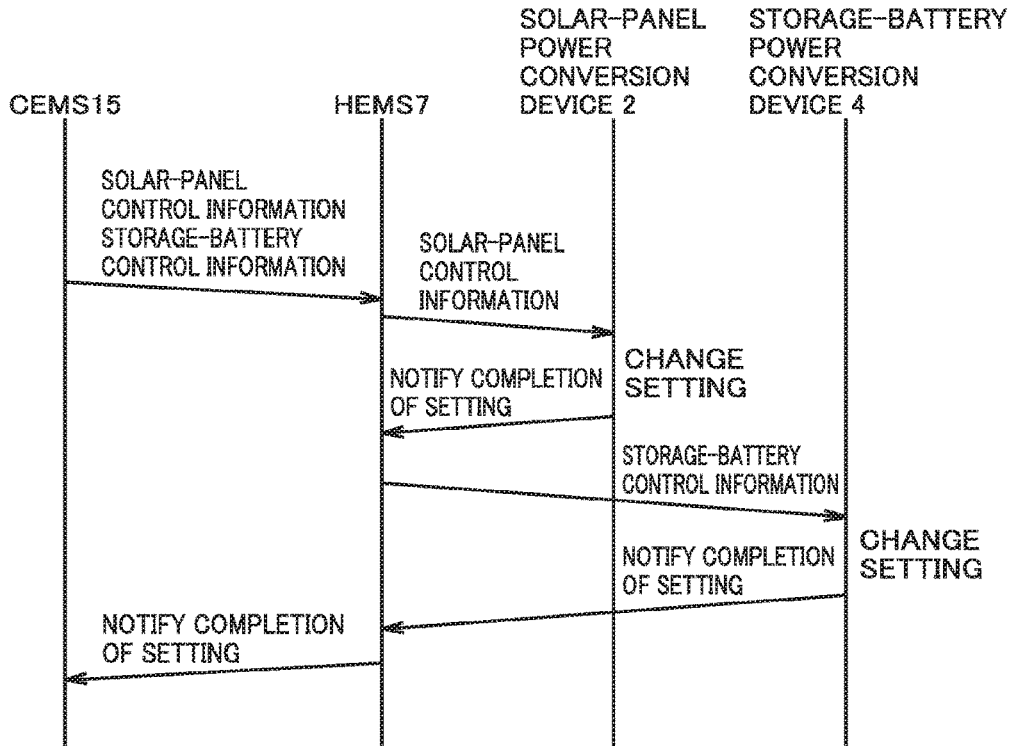 SOLAR-PANEL
POWER
CONVERSION
DEVICE 2
STORAGE-BATTERY
POWER
CONVERSION
DEVICE 4
CEMS15
HEMS7
SOLAR-PANEL
CONTROL INFORMATION
STORAGE-BATTERY
CONTROL INFORMATION
SOLAR-PANEL
CONTROL
INFORMATION
CHANGE
SETTING
NOTIFY COMPLETION
OF SETTING
STORAGE-BATTERY
CONTROL INFORMATION
CHANGE
SETTING
NOTIFY COMPLETION
OF SETTING
NOTIFY COMPLETION
OF SETTING